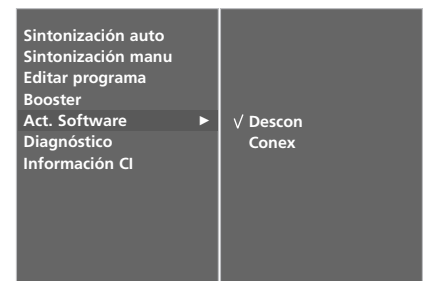 Sintonización auto
Sintonización manu
Editar programa
Booster
Act. Software ►
Diagnóstico
Información CI
√ Descon
Conex